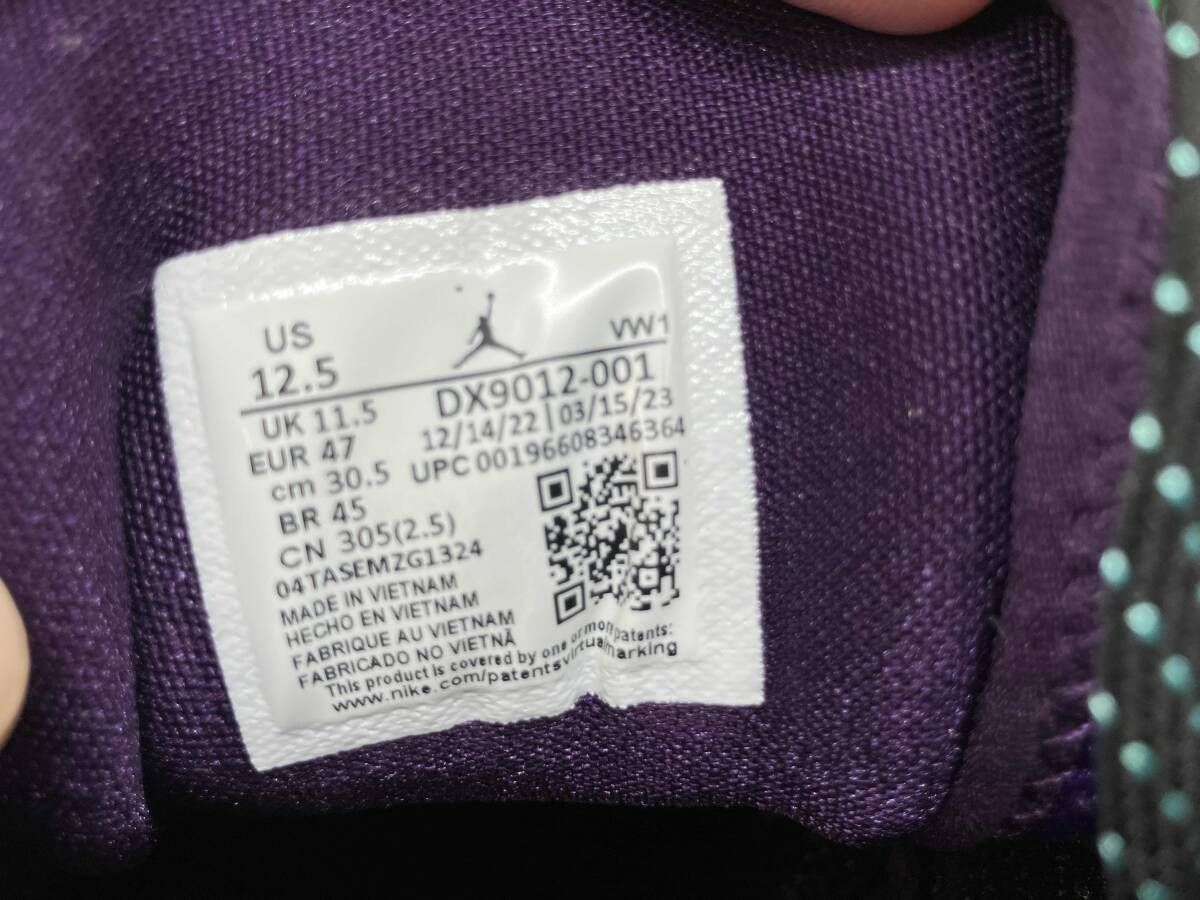 US
12.5
VW1
UK 11.5
DX9012-001
EUR 47
12/14/22 | 03/15/23
cm 30.5
UPC 00196608346364
BR 45
CN 305(2.5)
04TASEMZG1324
MADE IN VIETNAM
HECHO EN VIETNAM
FABRIQUE AU VIETNAM
FABRICADO NO VIETNÃ
This product is covered by one or more patents:
www.nike.com/patentsvirtualmarking